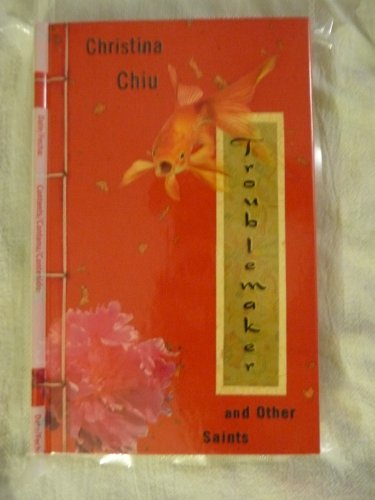 Christina
Chiu
Troublemaker
and Other
Saints